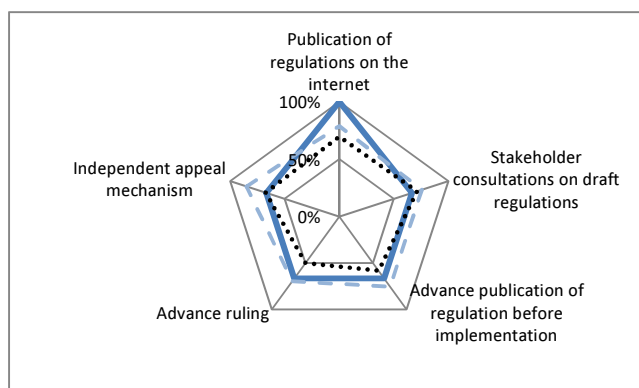 Publication of
regulations on the
internet
100%
50%
0%
Stakeholder
consultations on draft
regulations
Advance publication of
regulation before
implementation
Advance ruling
Independent appeal
mechanism